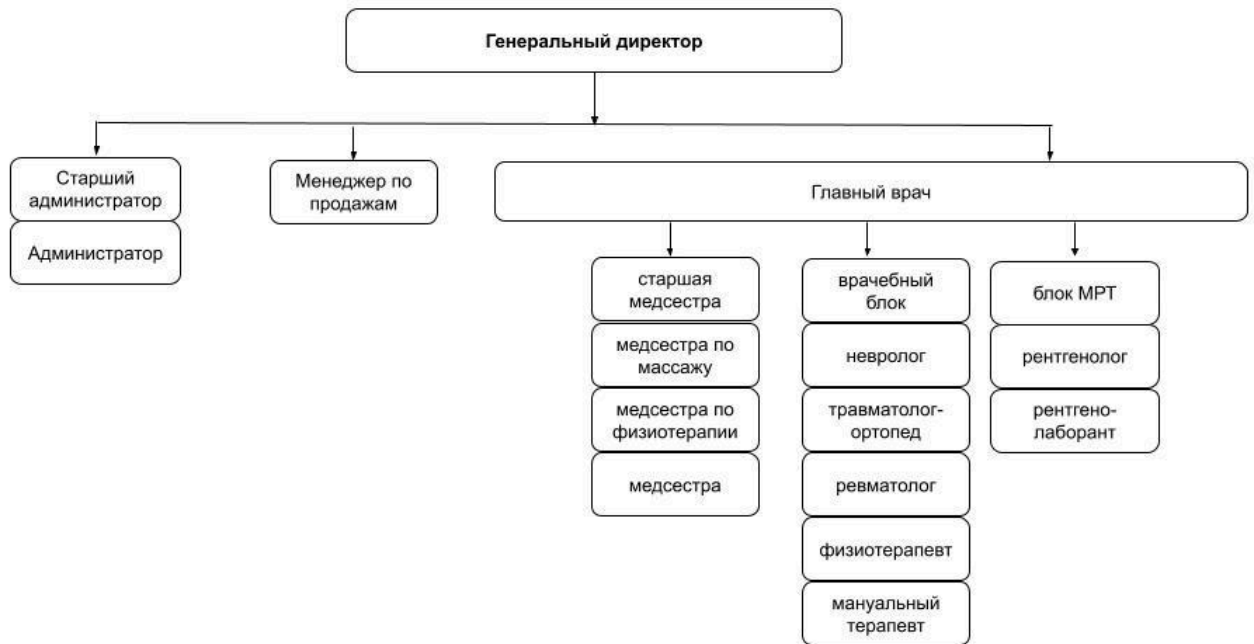 Генеральный директор
Старший
администратор
Администратор
Менеджер по
продажам
Главный врач
старшая
медсестра
медсестра по
массажу
медсестра по
физиотерапии
медсестра
врачебный
блок
невролог
травматолог-
ортопед
ревматолог
физиотерапевт
мануальный
терапевт
блок МРТ
рентгенолог
рентгено-
лаборант